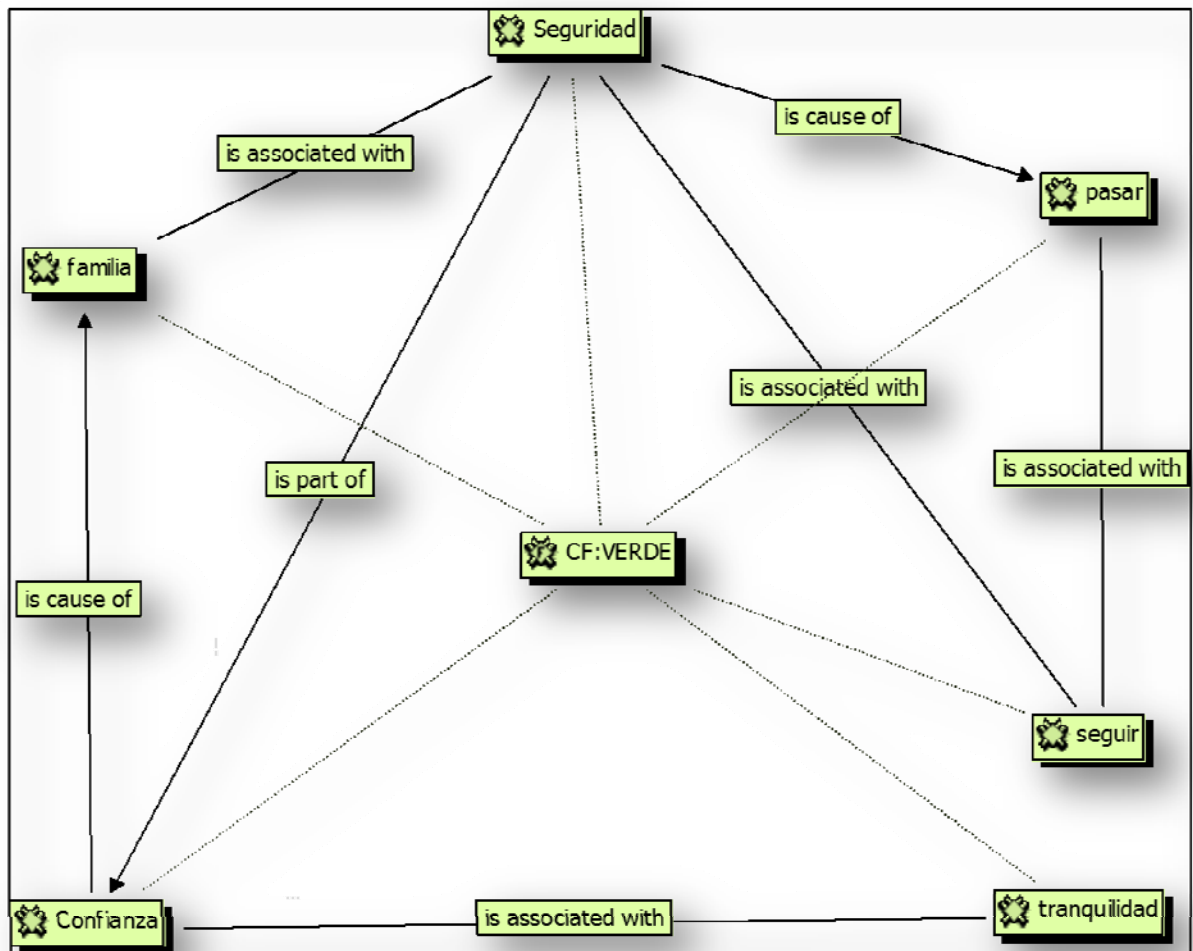 Seguridad
is cause of
is associated with
pasar
familia
is associated with
is associated with
is part of
CF:VERDE
is cause of
seguir
Confianza
is associated with
tranquilidad